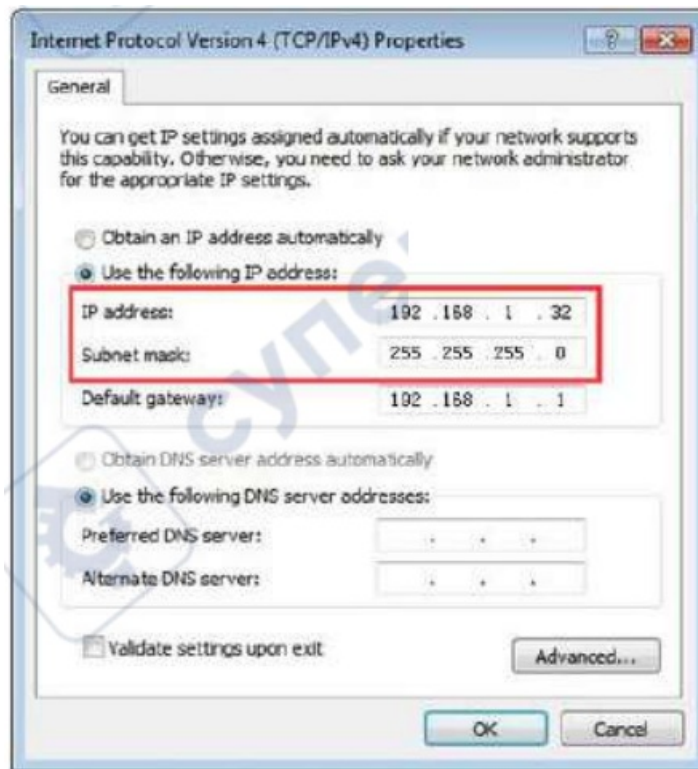 Internet Protocol Version 4 (TCP/IPv4) Properties
General
You can get IP settings assigned automatically if your network supports
this capability. Otherwise, you need to ask your network administrator
for the appropriate IP settings.
Obtain an IP address automatically
Use the following IP address:
IP address: 192 . 168 . 1 . 32
Subnet mask: 255 . 255 . 255 . 0
Default gateway: 192 . 168 . 1 . 1
Obtain DNS server address automatically
Use the following DNS server addresses:
Preferred DNS server: . . .
Alternate DNS server: . . .
Validate settings upon exit
Advanced...
OK Cancel
супе